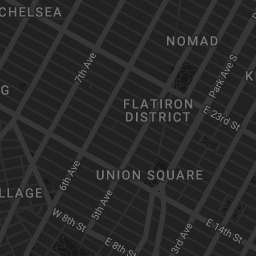 CHELSEA
NOMAD
7th Ave
Park Ave S
G
K
FLATIRON
DISTRICT
E 23rd St
UNION SQUARE
6th Ave
5th Ave
LLAGE
W 8th St
E 8th St
3rd Ave
E 14th St